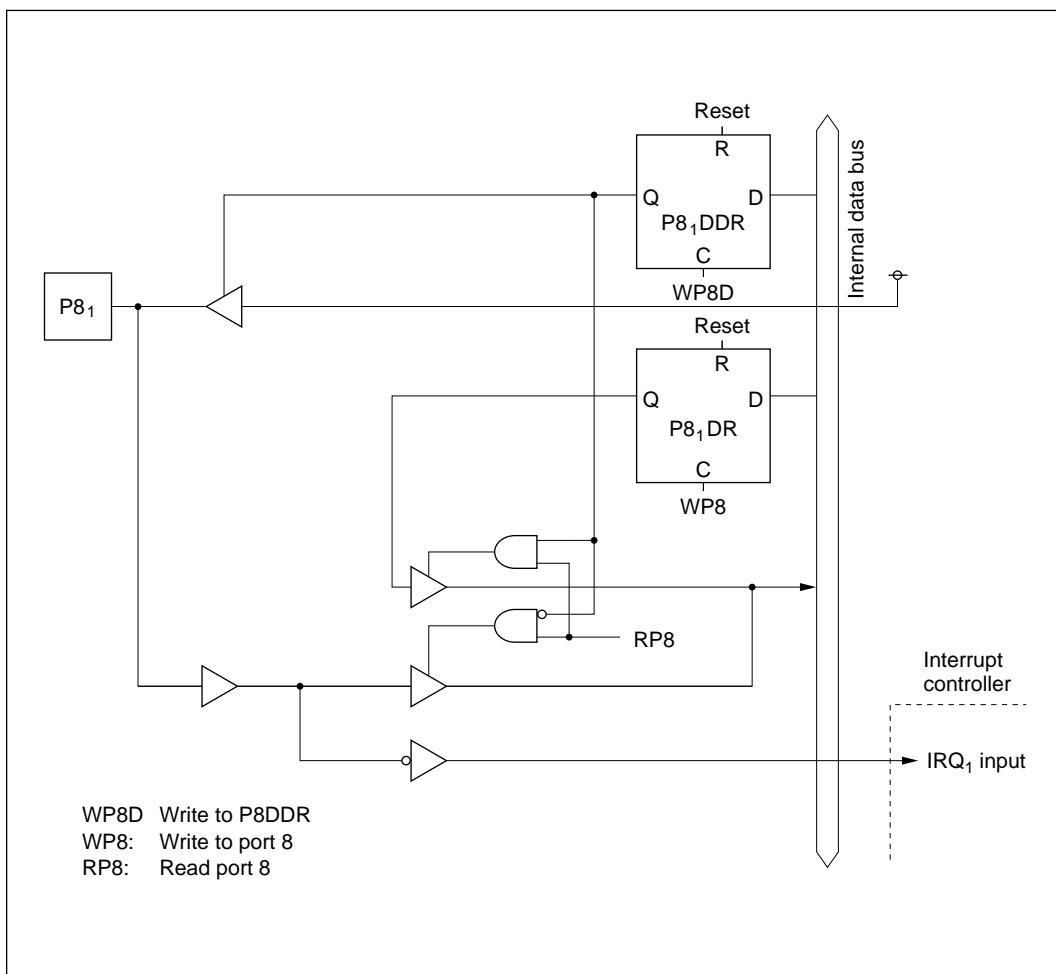 Reset
R
Q
D
P8₁DDR
C
WP8D
Internal data bus
P8₁
Reset
R
Q
D
P8₁DR
C
WP8
RP8
Interrupt
controller
IRQ₁ input
WP8D Write to P8DDR
WP8: Write to port 8
RP8: Read port 8